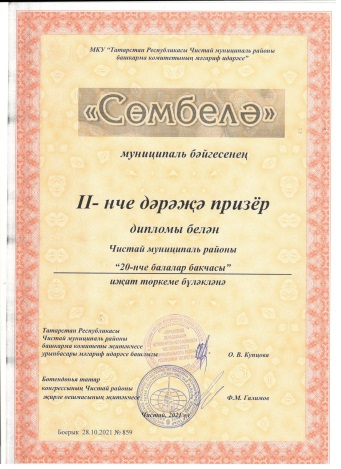 МКУ “Татарстан Республикасы Чистай муниципаль районы
башкарма комитетының мәгариф идарәсе”
«Сөмбелә»
муниципаль бәйгесенең
II- нче дәрәҗә призёр
дипломы белән
Чистай муниципаль районы
“20-нче балалар бакчасы”
иҗат төркеме бүләкләнә
Татарстан Республикасы
Чистай муниципаль районы
башкарма комитеты җитәкчесе
урынбасары мәгариф идарәсе башлыгы
О. В. Купцова
Бөтендөнья татар
конгрессының Чистай районы
җирле оешмасының җитәкчесе
Ф.М. Галимов
Чистай, 2021 ел
Боерык 28.10.2021 № 859